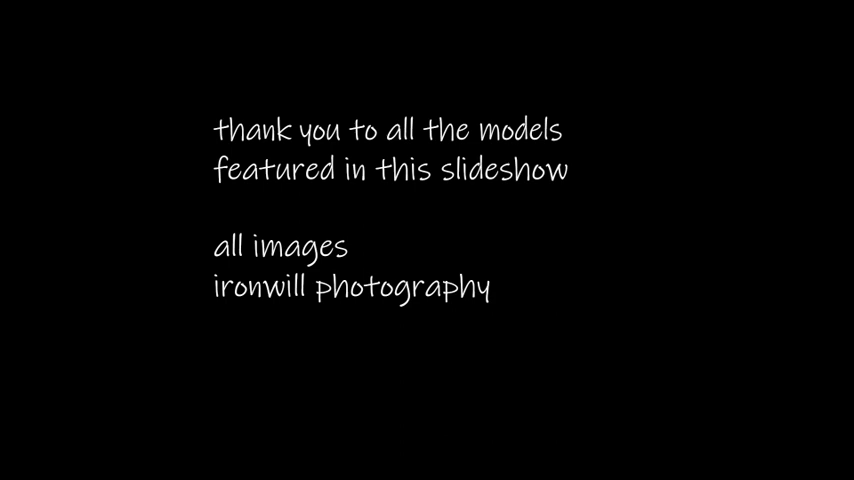 thank you to all the models
featured in this slideshow
all images
ironwill photography